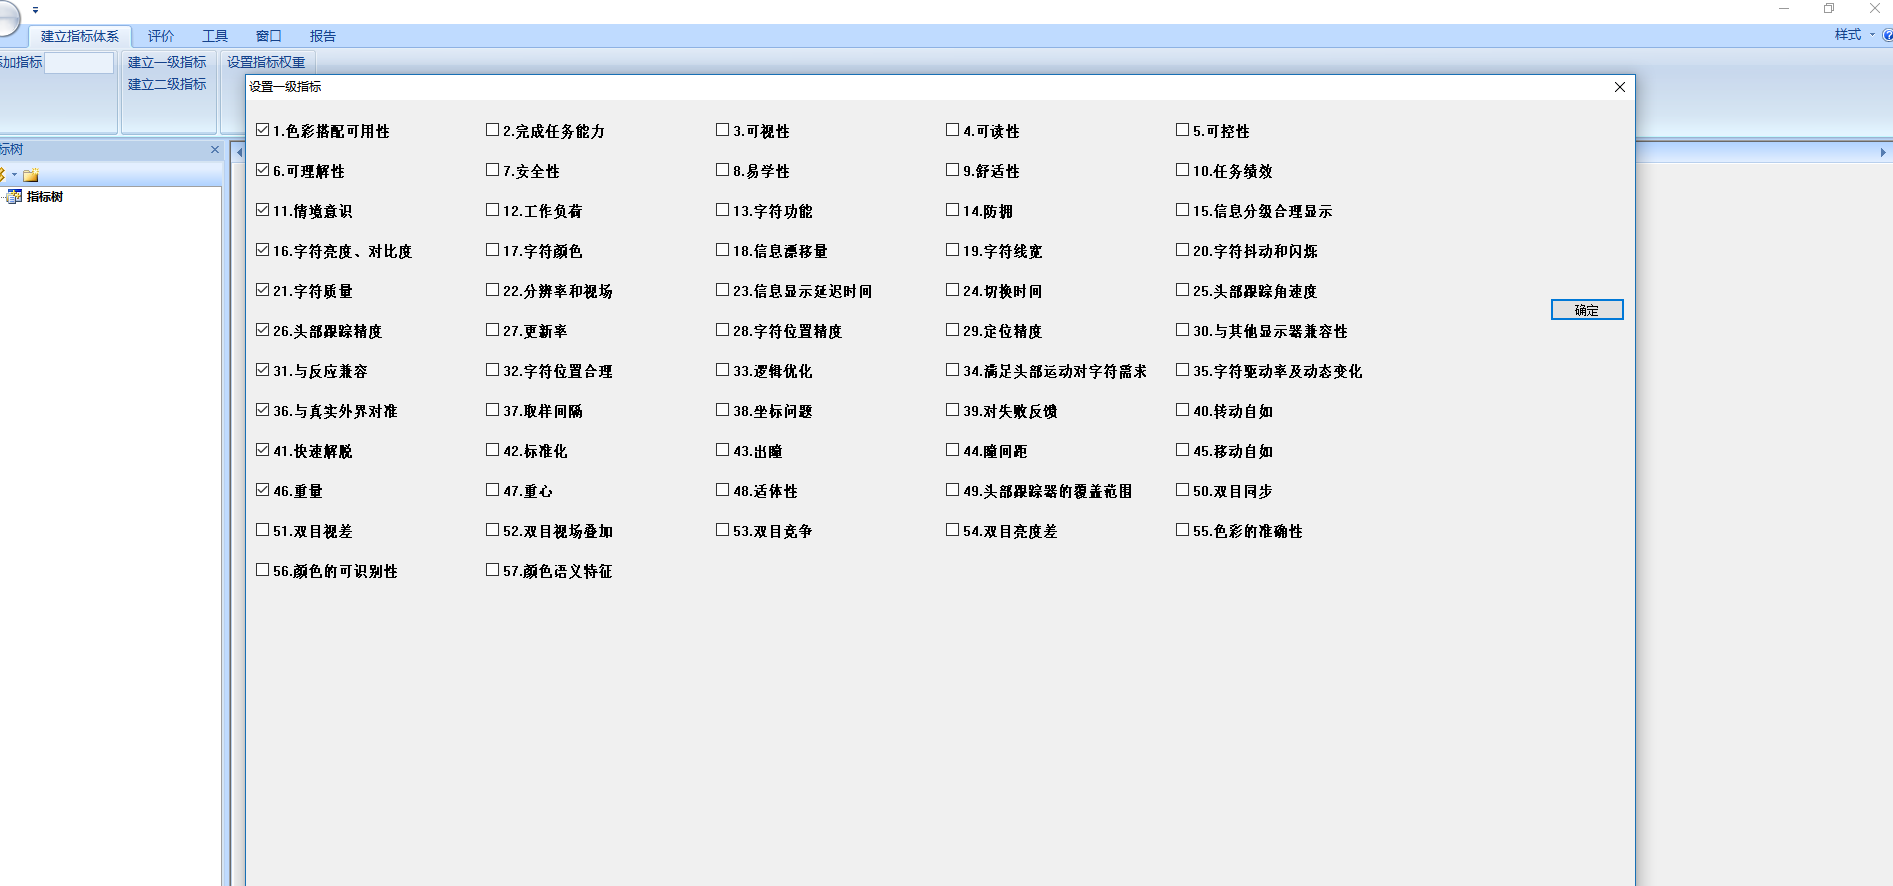 建立指标体系 评价 工具 窗口 报告 样式
加指标 建立一级指标 设置指标权重
建立二级指标
设置一级指标
1.色彩搭配可用性 2.完成任务能力 3.可视性 4.可读性 5.可控性
标树
6.可理解性 7.安全性 8.易学性 9.舒适性 10.任务绩效
指标树
11.情境意识 12.工作负荷 13.字符功能 14.防拥 15.信息分级合理显示
16.字符亮度、对比度 17.字符颜色 18.信息漂移量 19.字符线宽 20.字符抖动和闪烁
21.字符质量 22.分辨率和视场 23.信息显示延迟时间 24.切换时间 25.头部跟踪角速度
确定
26.头部跟踪精度 27.更新率 28.字符位置精度 29.定位精度 30.与其他显示器兼容性
31.与反应兼容 32.字符位置合理 33.逻辑优化 34.满足头部运动对字符需求 35.字符驱动率及动态变化
36.与真实外界对准 37.取样间隔 38.坐标问题 39.对失败反馈 40.转动自如
41.快速解脱 42.标准化 43.出瞳 44.瞳间距 45.移动自如
46.重量 47.重心 48.适体性 49.头部跟踪器的覆盖范围 50.双目同步
51.双目视差 52.双目视场叠加 53.双目竞争 54.双目亮度差 55.色彩的准确性
56.颜色的可识别性 57.颜色语义特征